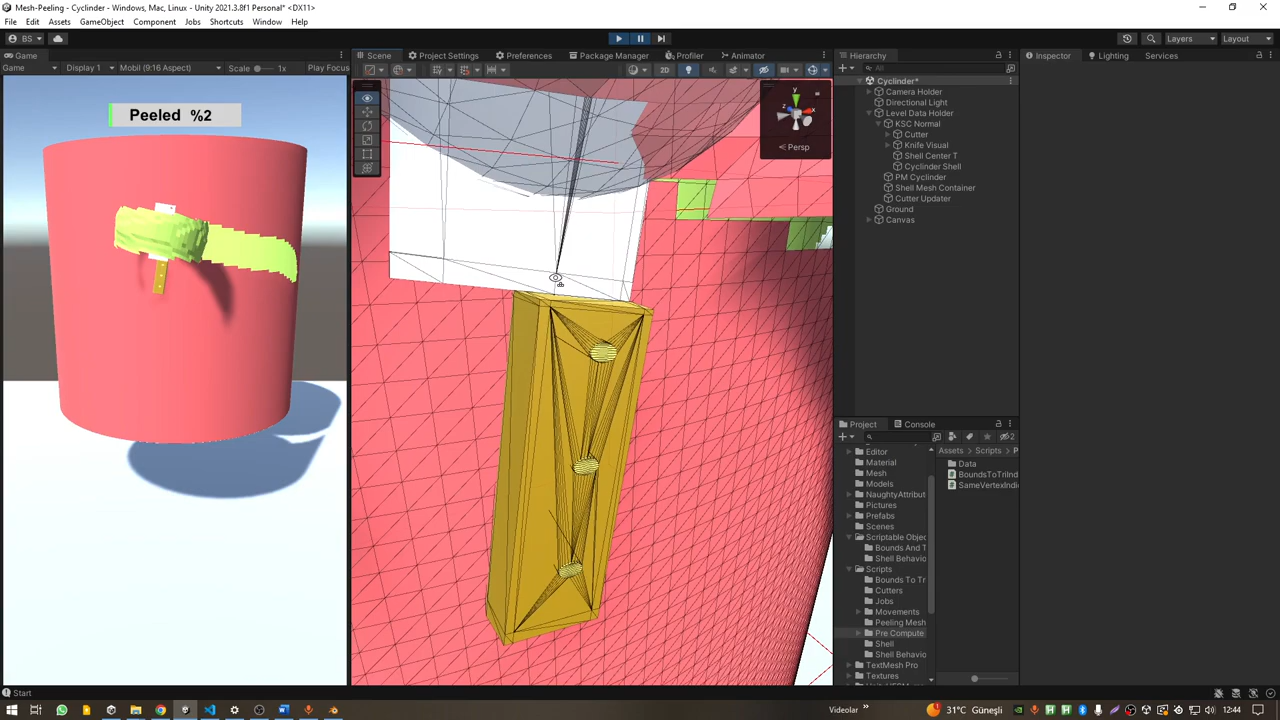 Mesh-Peeling - Cyclinder - Windows, Mac, Linux - Unity 2021.3.8f1 Personal* <DX11>
File Edit Assets GameObject Component Jobs Shortcuts Window Help
BS Layers Layout
Game Scene Project Settings Preferences Package Manager Profiler Animator Hierarchy Inspector Lighting Services
Game Display 1 Mobil (9:16 Aspect) Scale 1x Play Focus 2D All
Peeled %2
y
x
z
Persp
Cyclinder*
Camera Holder
Directional Light
Level Data Holder
KSC Normal
Cutter
Knife Visual
Shell Center T
Cyclinder Shell
PM Cyclinder
Shell Mesh Container
Cutter Updater
Ground
Canvas
Project Console
2
Editor
Material
Mesh
Models
NaughtyAttribut
Pictures
Prefabs
Scenes
Scriptable Objec
Bounds And T
Shell Behavio
Scripts
Bounds To Tr
Cutters
Jobs
Movements
Peeling Mesh
Pre Compute
Shell
Shell Behavio
TextMesh Pro
Textures
Assets > Scripts > P
Data
BoundsToTriInd
SameVertexIndi
Start
Videolar 31°C Güneşli 12:44